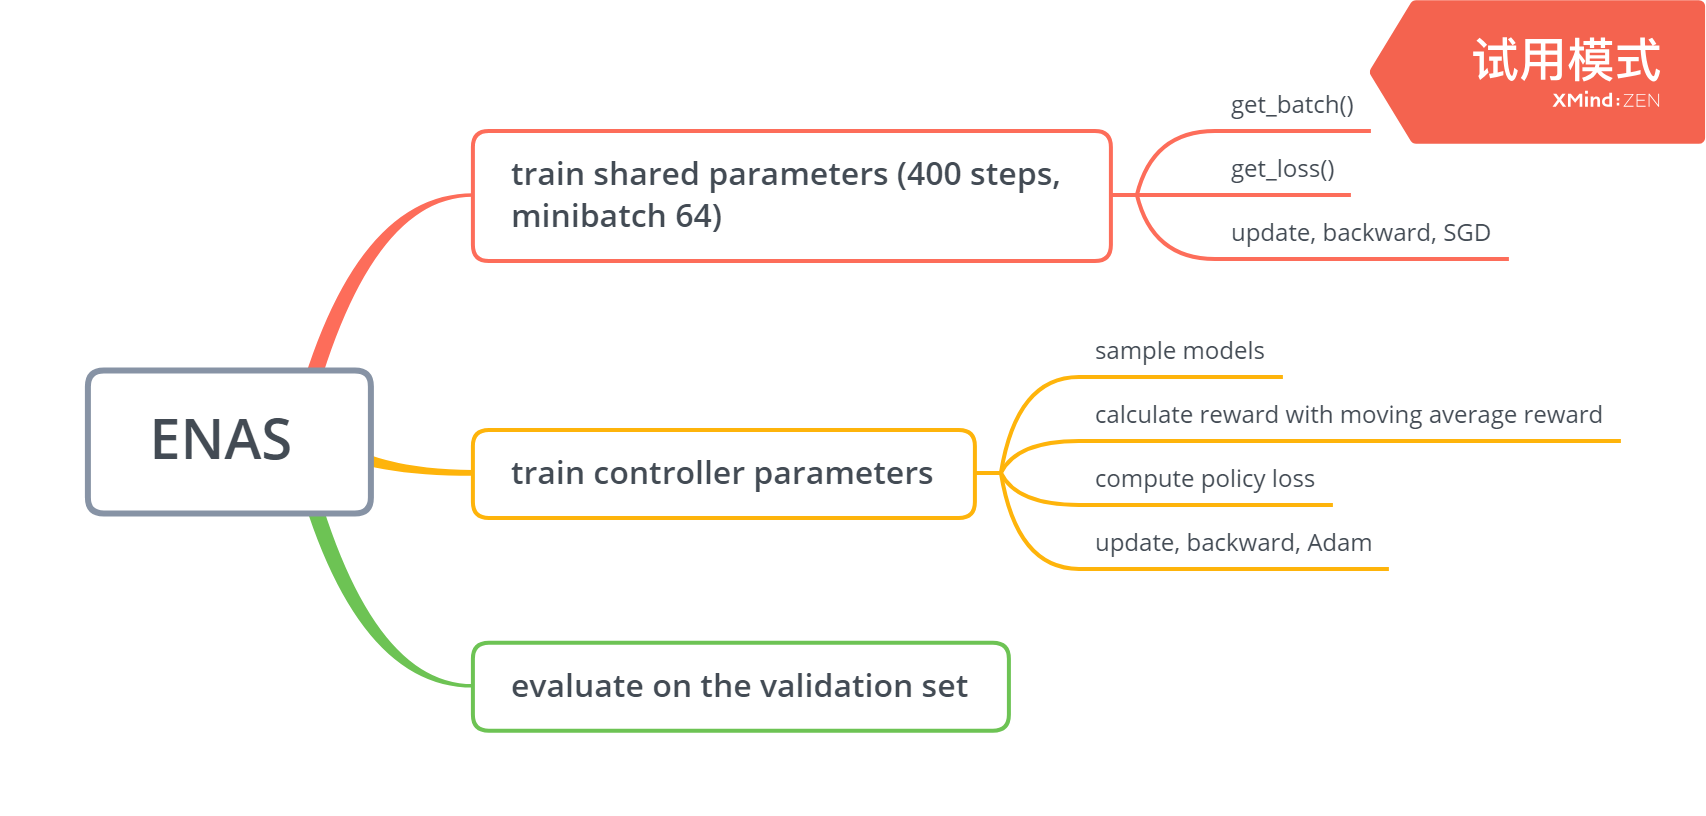 试用模式
XMind:ZEN
get_batch()
train shared parameters (400 steps,
minibatch 64)
get_loss()
update, backward, SGD
sample models
calculate reward with moving average reward
ENAS
train controller parameters
compute policy loss
update, backward, Adam
evaluate on the validation set